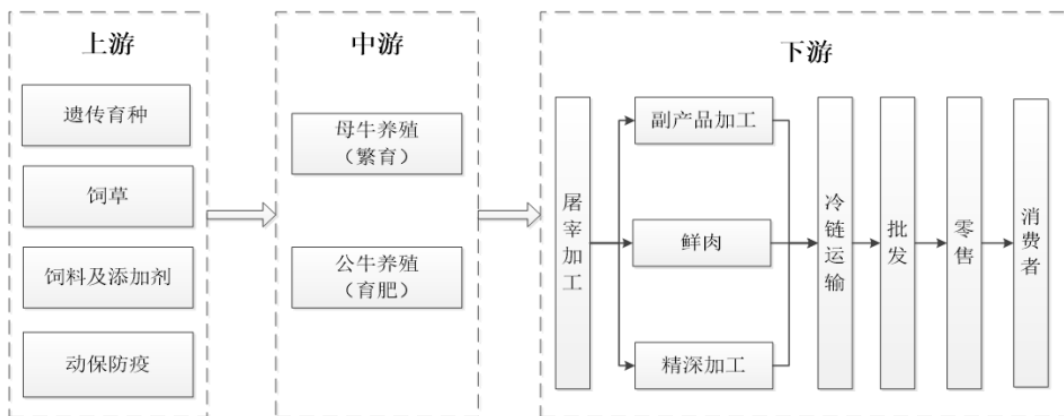 上游
遗传育种
饲草
饲料及添加剂
动保防疫
中游
母牛养殖
（繁育）
公牛养殖
（育肥）
下游
屠宰加工
副产品加工
鲜肉
精深加工
冷链运输
批发
零售
消费者